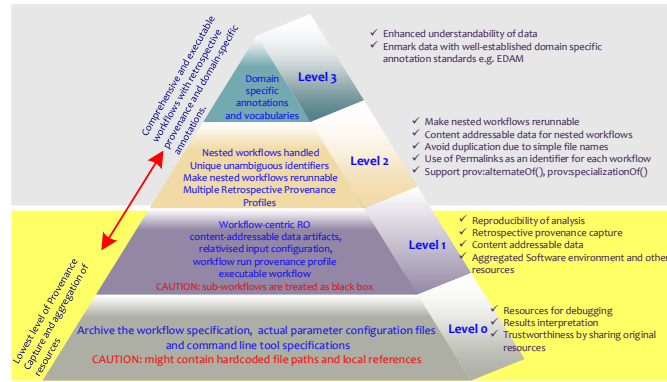 Comprehensive and executable
workflows with retrospective
provenance and domain-specific
annotations.
Domain
specific
annotations
and vocabularies
Level 3
✓ Enhanced understandability of data
✓ Enmark data with well-established domain specific
annotation standards e.g. EDAM
Nested workflows handled
Unique unambiguous identifiers
Make nested workflows rerunnable
Multiple Retrospective Provenance
Profiles
Level 2
✓ Make nested workflows rerunnable
✓ Content addressable data for nested workflows
✓ Avoid duplication due to simple file names
✓ Use of Permalinks as an identifier for each workflow
✓ Support prov:alternateOf(), prov:specializationOf()
Workflow-centric RO
content-addressable data artifacts,
relativised input configuration,
workflow run provenance profile
executable workflow
CAUTION: sub-workflows are treated as black box
Level 1
✓ Reproducibility of analysis
✓ Retrospective provenance capture
✓ Content addressable data
✓ Aggregated Software environment and other
resources
Lowest level of Provenance
Capture and aggregation of
resources
Archive the workflow specification, actual parameter configuration files
and command line tool specifications
CAUTION: might contain hardcoded file paths and local references
Level 0
✓ Resources for debugging
✓ Results interpretation
✓ Trustworthiness by sharing original
resources